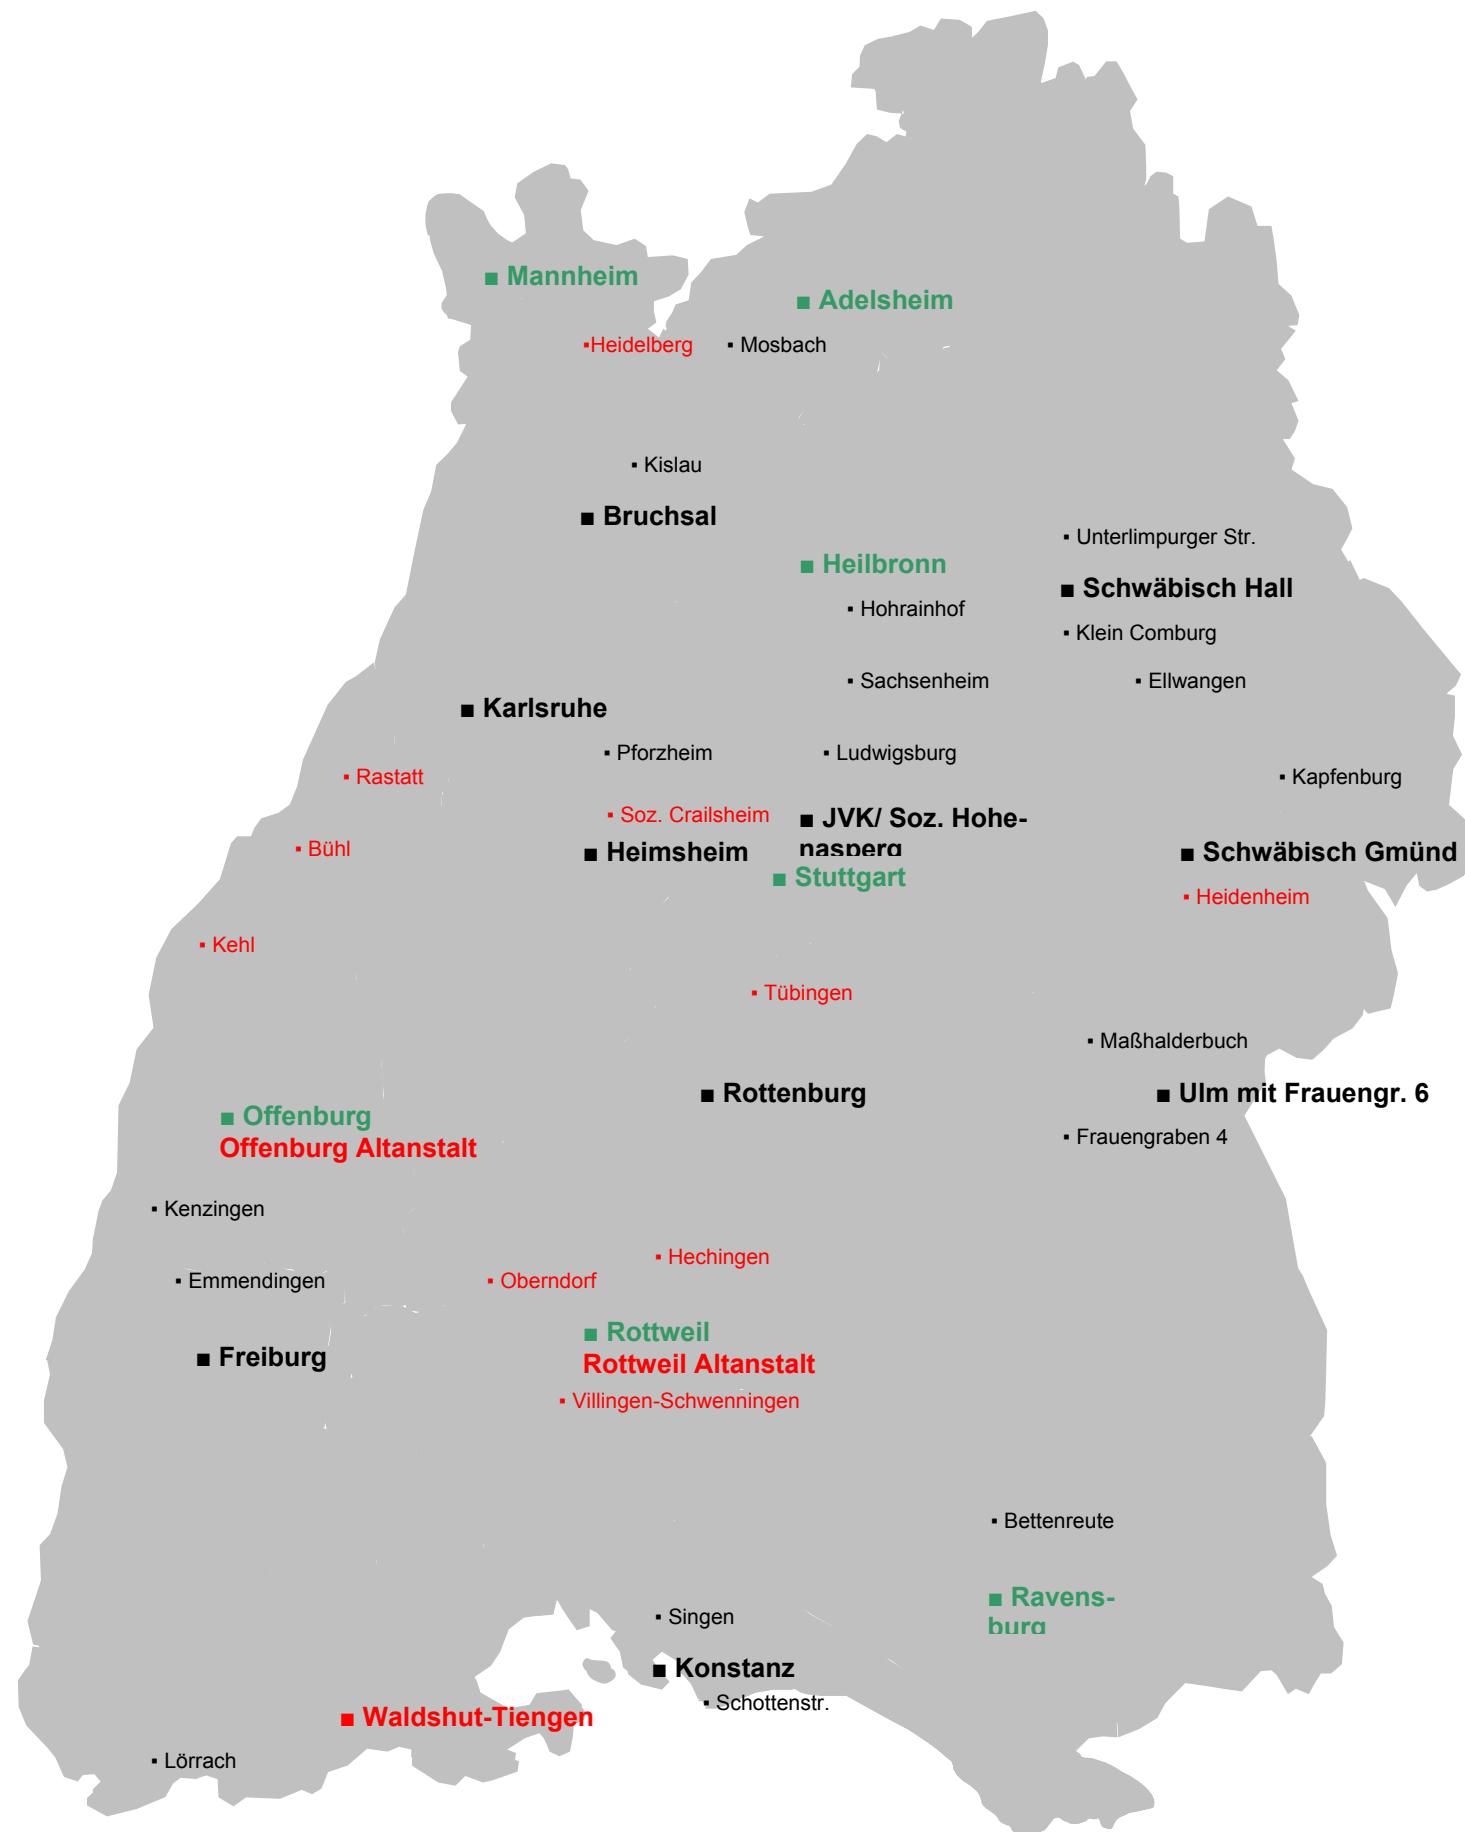 ▪ Mannheim
▪ Adelsheim
▪Heidelberg
▪ Mosbach
▪ Kislau
■ Bruchsal
▪ Unterlimpurger Str.
■ Heilbronn
■ Schwäbisch Hall
▪ Hohrainhof
▪ Klein Comburg
▪ Sachsenheim
▪ Ellwangen
■ Karlsruhe
▪ Pforzheim
▪ Ludwigsburg
▪ Rastatt
▪ Kapfenburg
▪ Soz. Crailsheim
■ JVK/ Soz. Hohe-
nasperg
▪ Bühl
■ Heimsheim
■ Schwäbisch Gmünd
■ Stuttgart
▪ Heidenheim
▪ Kehl
▪ Tübingen
▪ Maßhalderbuch
■ Rottenburg
■ Ulm mit Frauengr. 6
■ Offenburg
Offenburg Altanstalt
▪ Frauengraben 4
▪ Kenzingen
▪ Hechingen
▪ Emmendingen
▪ Oberndorf
■ Rottweil
Rottweil Altanstalt
■ Freiburg
▪ Villingen-Schwenningen
▪ Bettenreute
■ Ravens-
burg
▪ Singen
■ Konstanz
▪ Schottenstr.
■ Waldshut-Tiengen
▪ Lörrach